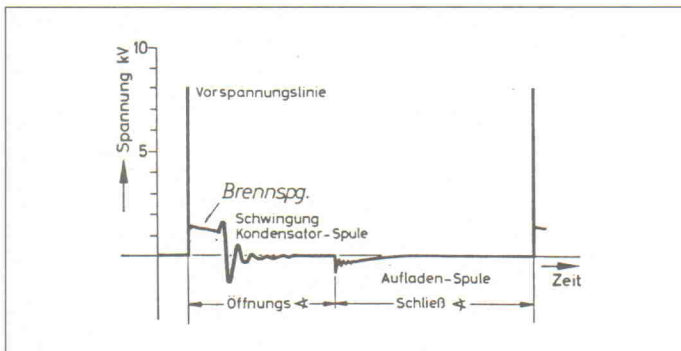 Spannung kV
10
5
Vorspannungslinie
Brennspg.
Schwingung
Kondensator-Spule
Aufladen-Spule
Zeit
Öffnungs ∢
Schließ ∢